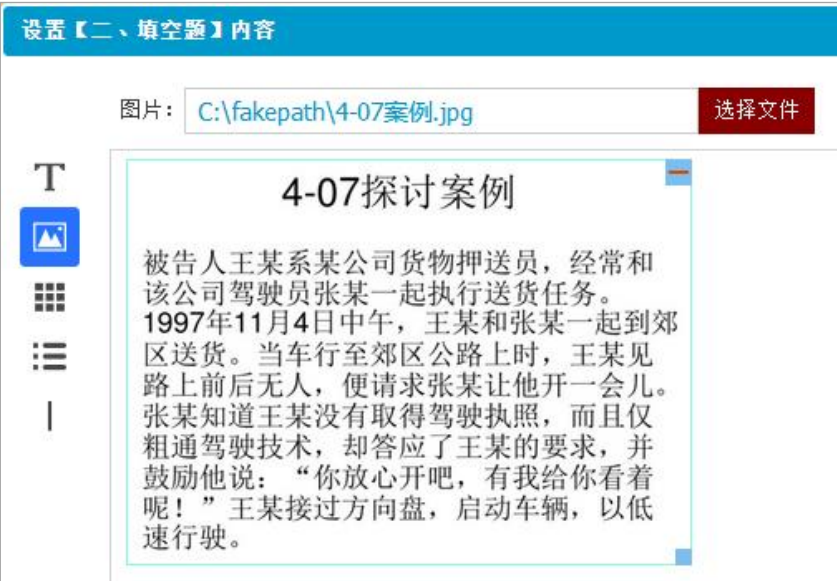 设置【二、填空题】内容
图片： C:\fakepath\4-07案例.jpg 选择文件
T
4-07探讨案例
被告人王某系某公司货物押送员，经常和
该公司驾驶员张某一起执行送货任务。
1997年11月4日中午，王某和张某一起到郊
区送货。当车行至郊区公路上时，王某见
路上前后无人，便请求张某让他开一会儿。
张某知道王某没有取得驾驶执照，而且仅
粗通驾驶技术，却答应了王某的要求，并
鼓励他说：“你放心开吧，有我给你看着
呢！”王某接过方向盘，启动车辆，以低
速行驶。